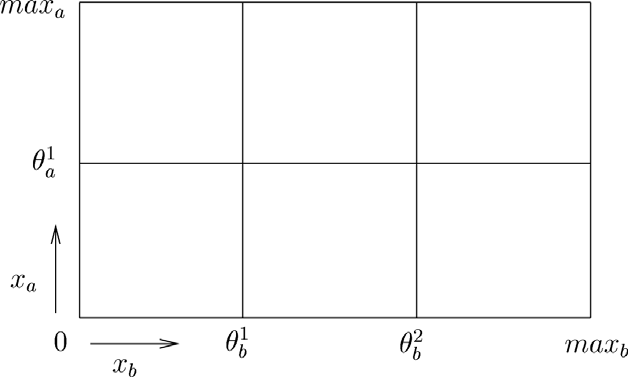 max_a
θ_a^1
x_a
0 θ_b^1 θ_b^2 max_b
x_b